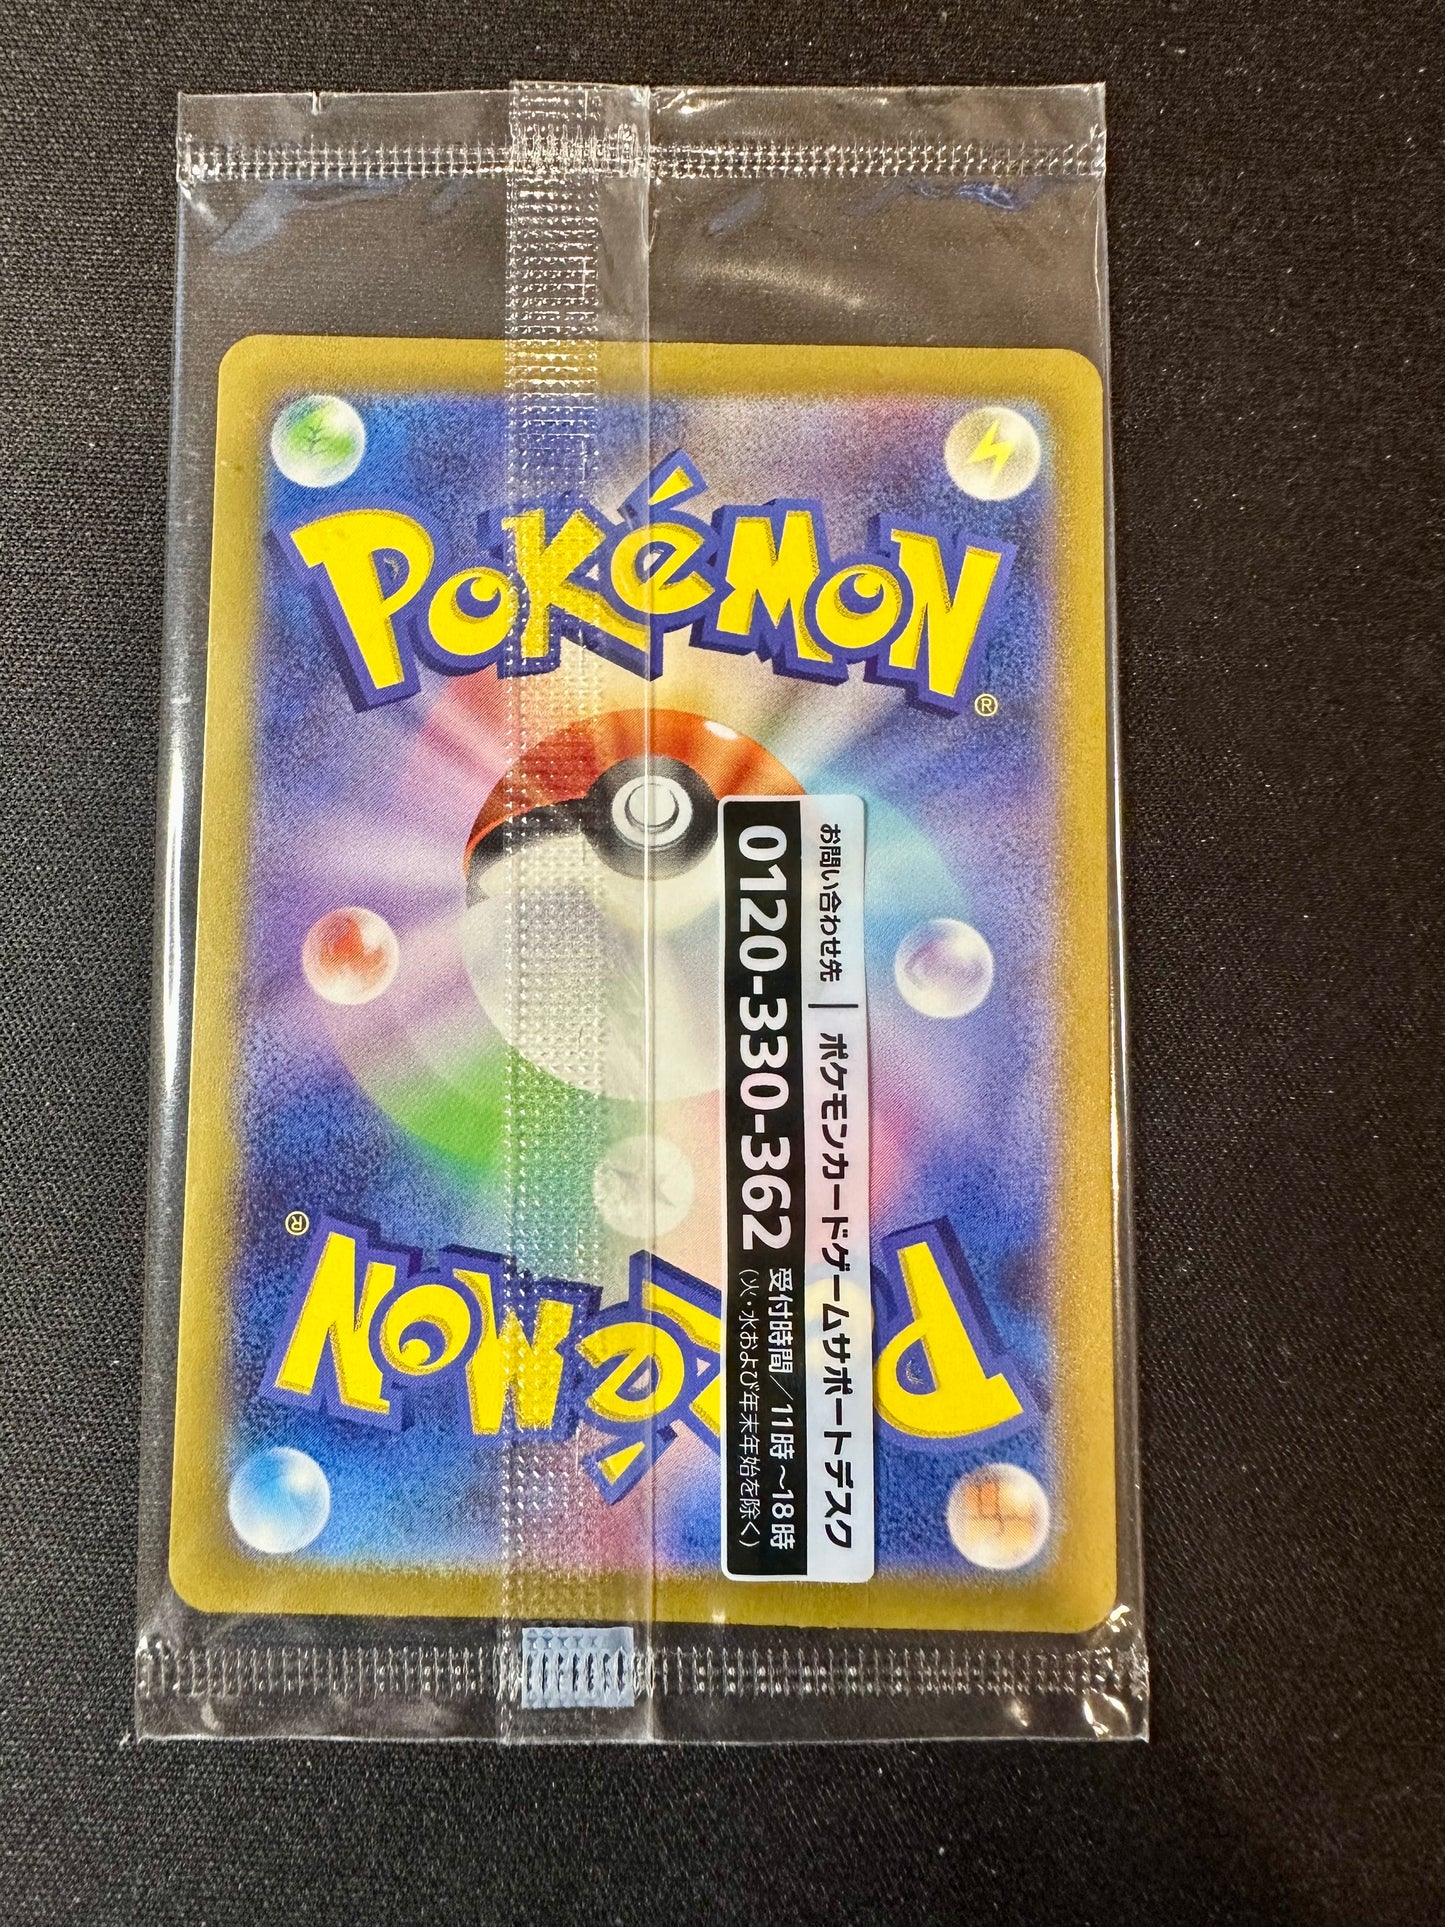 POKÉMON
®
お問い合わせ先 | ポケモンカードゲームサポートデスク
0120-330-362
受付時間/11時～18時
(火・水および年末年始を除く)
POKÉMON
®